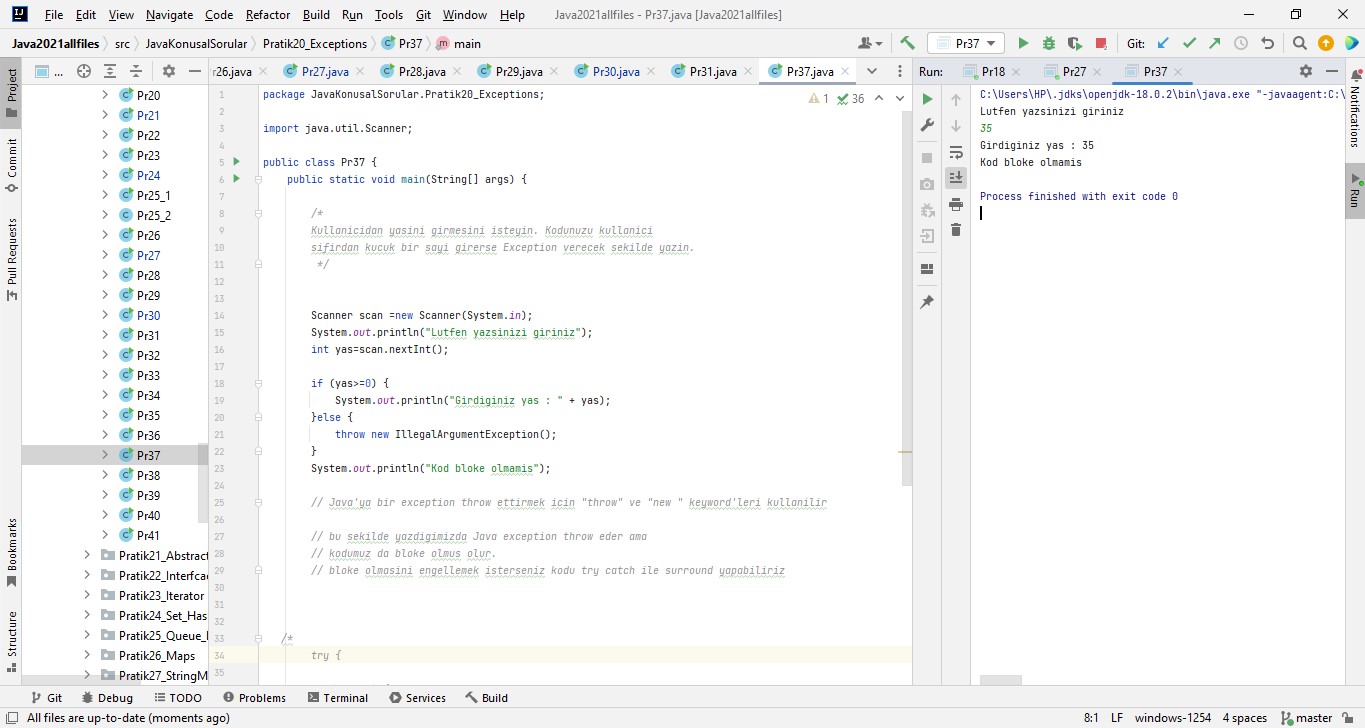 File Edit View Navigate Code Refactor Build Run Tools Git Window Help Java2021allfiles - Pr37.java [Java2021allfiles]
Java2021allfiles src JavaKonusalSorular Pratik20_Exceptions Pr37 main Pr37 Git:
... r26.java Pr27.java Pr28.java Pr29.java Pr30.java Pr31.java Pr37.java Run: Pr18 Pr27 Pr37
Project
Commit
Pull Requests
Bookmarks
Structure
Pr20
Pr21
Pr22
Pr23
Pr24
Pr25_1
Pr25_2
Pr26
Pr27
Pr28
Pr29
Pr30
Pr31
Pr32
Pr33
Pr34
Pr35
Pr36
Pr37
Pr38
Pr39
Pr40
Pr41
Pratik21_Abstract
Pratik22_Interfcae
Pratik23_Iterator
Pratik24_Set_Has
Pratik25_Queue_
Pratik26_Maps
Pratik27_StringM
1 package JavaKonusalSorular.Pratik20_Exceptions;
2
3 import java.util.Scanner;
4
5 public class Pr37 {
6 public static void main(String[] args) {
7
8 /*
9 Kullanicidan yasini girmesini isteyin. Kodunuzu kullanici
10 sifirdan kucuk bir sayi girerse Exception verecek sekilde yazin.
11 */
12
13
14 Scanner scan =new Scanner(System.in);
15 System.out.println("Lutfen yazsinizi giriniz");
16 int yas=scan.nextInt();
17
18 if (yas>=0) {
19 System.out.println("Girdiginiz yas : " + yas);
20 }else {
21 throw new IllegalArgumentException();
22 }
23 System.out.println("Kod bloke olmamis");
24
25 // Java'ya bir exception throw ettirmek icin "throw" ve "new " keyword'leri kullanilir
26
27 // bu sekilde yazdigimizda Java exception throw eder ama
28 // kodumuz da bloke olmus olur.
29 // bloke olmasini engellemek isterseniz kodu try catch ile surround yapabiliriz
30
31
32
33 /*
34 try {
35
1 36
C:\Users\HP\.jdks\openjdk-18.0.2\bin\java.exe "-javaagent:C:\
Lutfen yazsinizi giriniz
35
Girdiginiz yas : 35
Kod bloke olmamis
Process finished with exit code 0
Notifications
Run
Git Debug TODO Problems Terminal Services Build
All files are up-to-date (moments ago) 8:1 LF windows-1254 4 spaces master